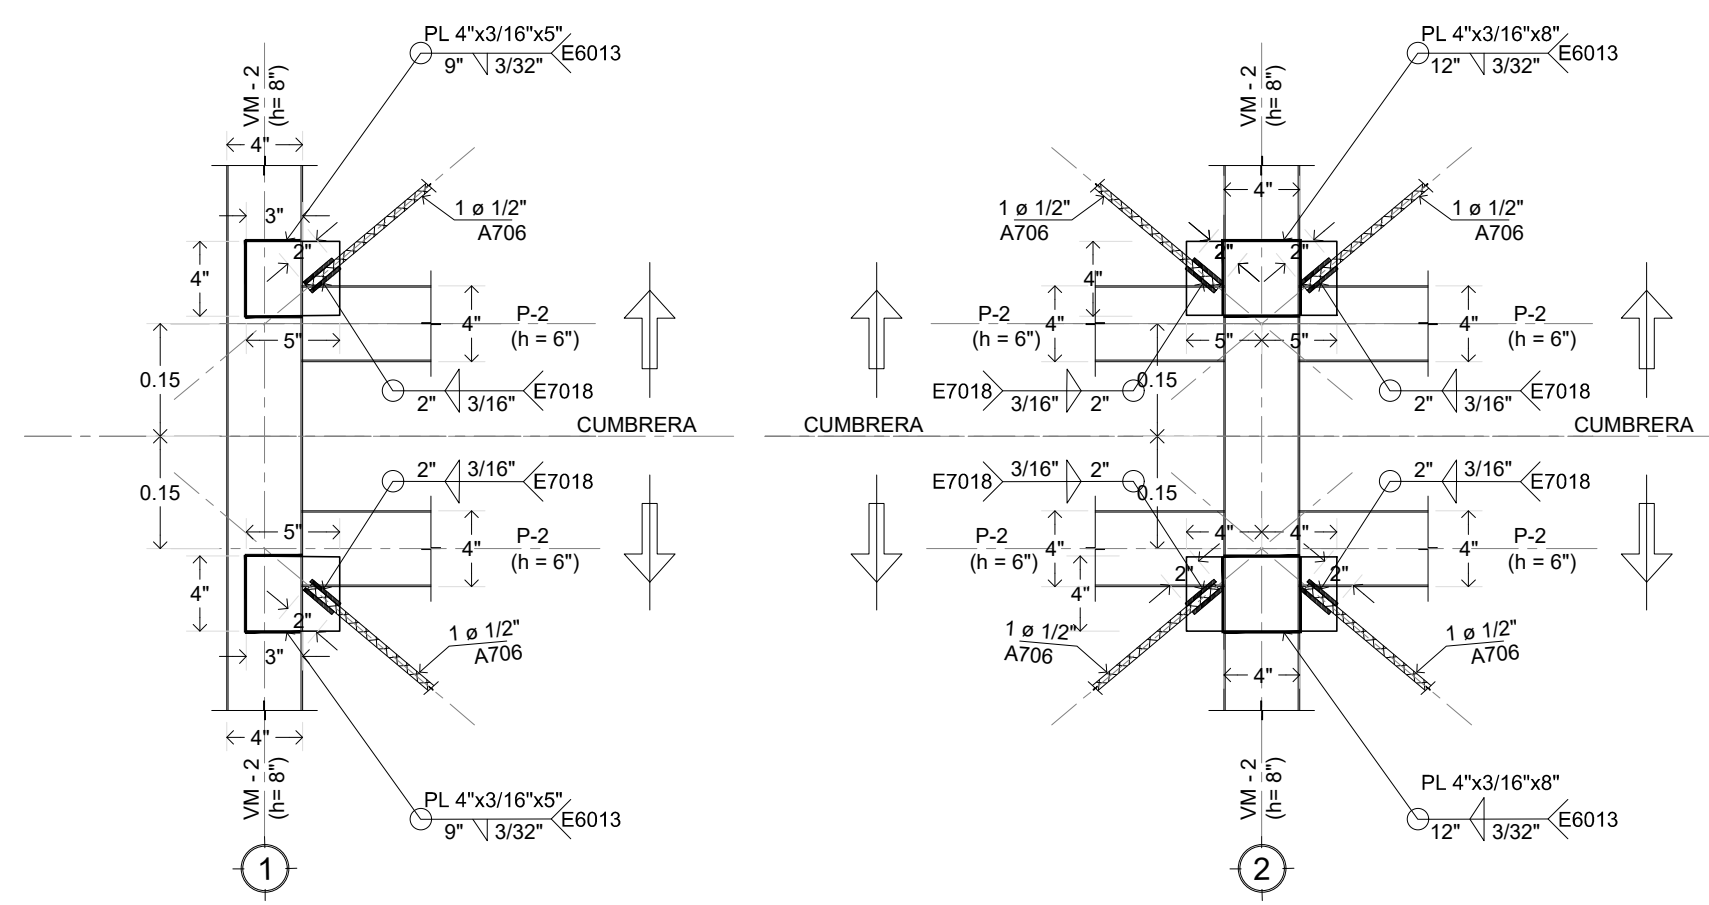 PL 4"x3/16"x5"
9" 3/32" E6013
VM - 2
(h= 8")
4"
3"
1 ø 1/2"
A706
2"
4"
P-2
(h = 6")
4"
5"
0.15
2" 3/16" E7018
CUMBRERA
2" 3/16" E7018
0.15
5"
P-2
(h = 6")
4"
4"
2"
1 ø 1/2"
A706
3"
4"
VM - 2
(h= 8")
PL 4"x3/16"x5"
9" 3/32" E6013
1
PL 4"x3/16"x8"
12" 3/32" E6013
VM - 2
(h= 8")
4"
1 ø 1/2"
A706
1 ø 1/2"
A706
2" 2"
4"
P-2
(h = 6")
4"
P-2
(h = 6")
4"
5" 5"
0.15
E7018 3/16" 2"
2" 3/16" E7018
CUMBRERA
CUMBRERA
E7018 3/16" 2"
2" 3/16" E7018
0.15
4" 4"
P-2
(h = 6")
4"
P-2
(h = 6")
4"
2" 2"
4"
1 ø 1/2"
A706
1 ø 1/2"
A706
4"
VM - 2
(h= 8")
PL 4"x3/16"x8"
12" 3/32" E6013
2